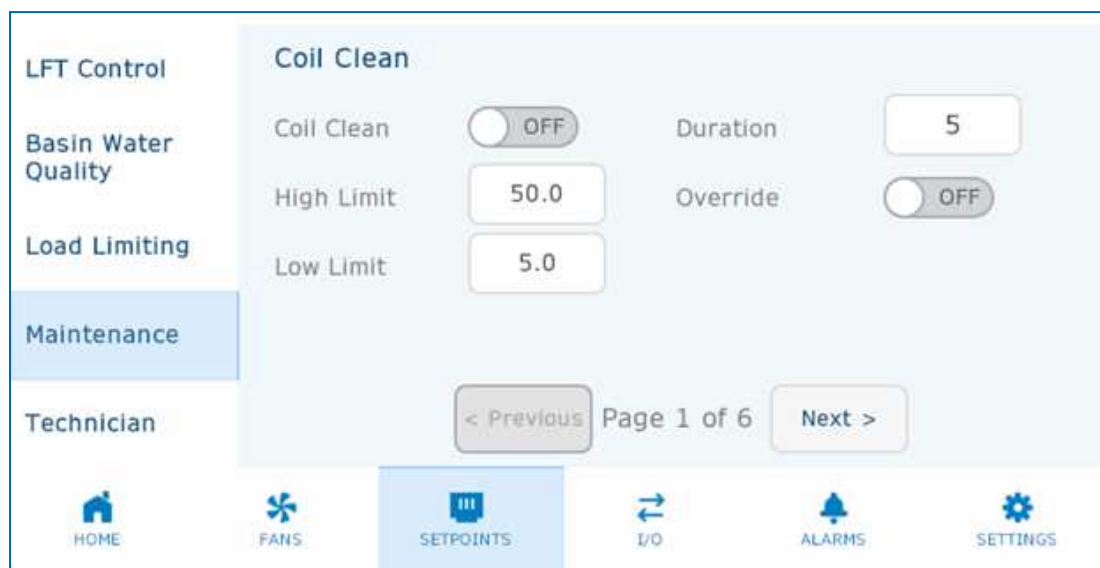 LFT Control
Basin Water
Quality
Load Limiting
Maintenance
Technician
Coil Clean
Coil Clean
OFF
Duration
5
High Limit
50.0
Override
OFF
Low Limit
5.0
< Previous
Page 1 of 6
Next >
HOME
FANS
SETPOINTS
I/O
ALARMS
SETTINGS